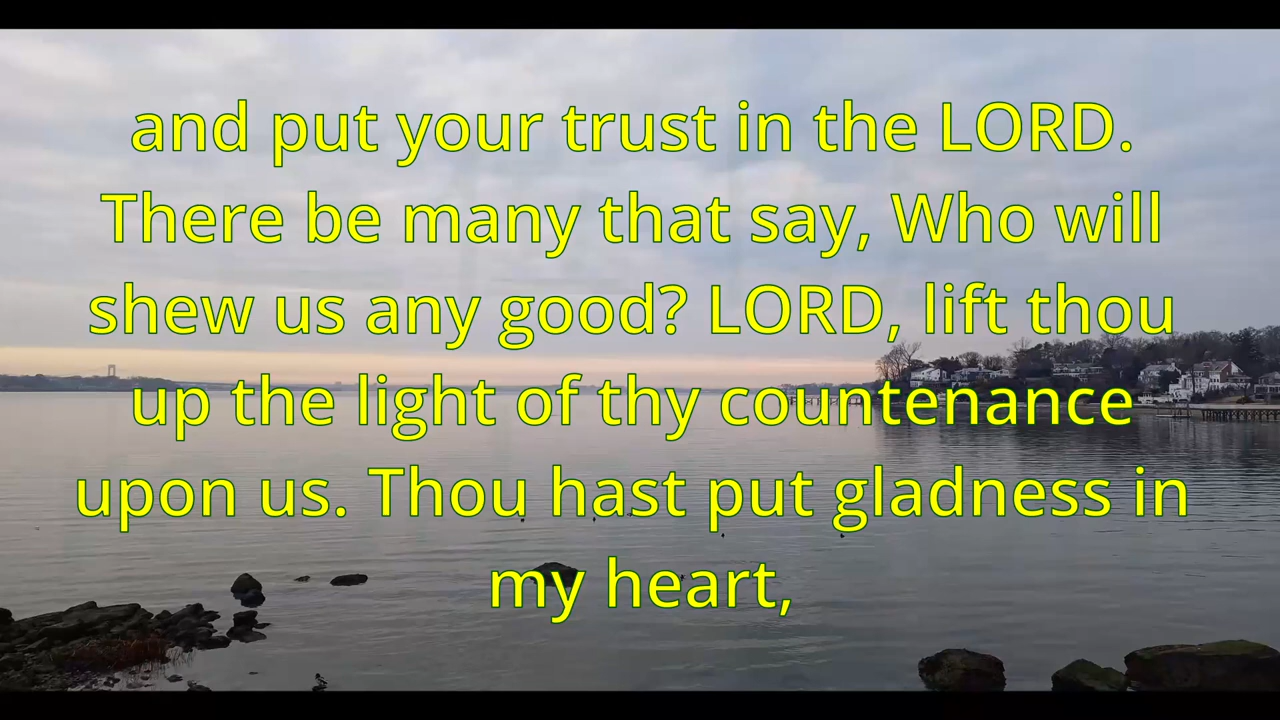 and put your trust in the LORD.
There be many that say, Who will
shew us any good? LORD, lift thou
up the light of thy countenance
upon us. Thou hast put gladness in
my heart,